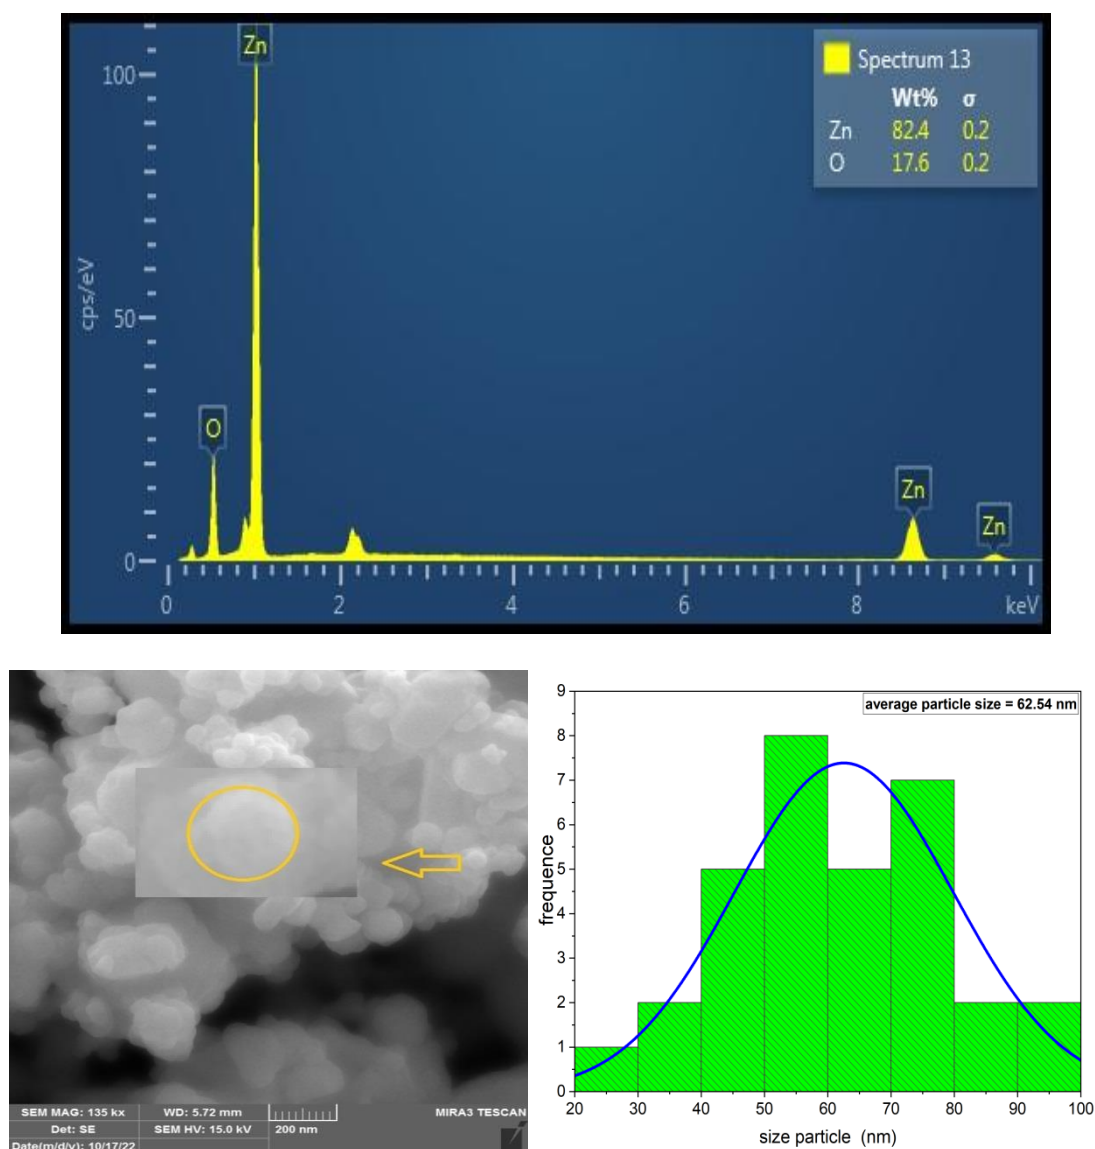 Zn
Spectrum 13
Wt% σ
Zn 82.4 0.2
O 17.6 0.2
100
50
0
cps/eV
O
Zn
Zn
0 2 4 6 8 keV
SEM MAG: 135 kx WD: 5.72 mm MIRA3 TESCAN
Det: SE SEM HV: 15.0 kV 200 nm
Date(m/d/y): 10/17/22
average particle size = 62.54 nm
9
8
7
6
5
4
3
2
1
0
frequence
20 30 40 50 60 70 80 90 100
size particle (nm)